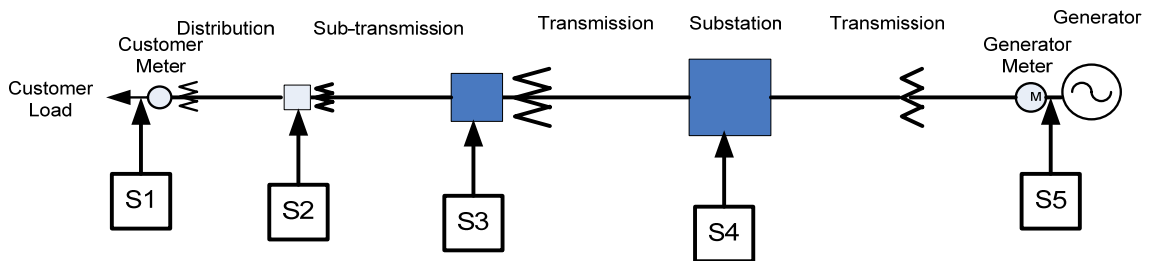 Distribution
Sub-transmission
Transmission
Substation
Transmission
Generator
Customer
Meter
Generator
Meter
Customer
Load
M
S1
S2
S3
S4
S5